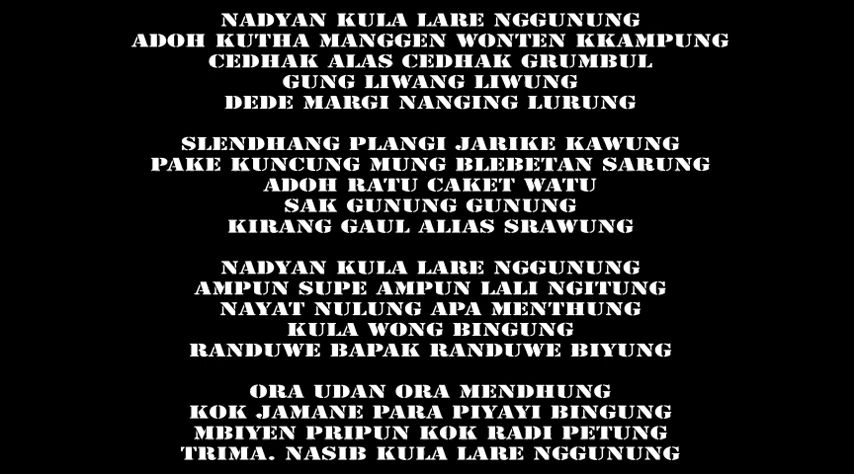 NADYAN KULA LARE NGGUNUNG
ADOH KUTHA MANGGEN WONTEN KKAMPUNG
CEDHAK ALAS CEDHAK GRUMBUL
GUNG LIWANG LIWUNG
DEDE MARGI NANGING LURUNG
SLENDHANG PLANGI JARIKE KAWUNG
PAKE KUNCUNG MUNG BLEBETAN SARUNG
ADOH RATU CAKET WATU
SAK GUNUNG GUNUNG
KIRANG GAUL ALIAS SRAWUNG
NADYAN KULA LARE NGGUNUNG
AMPUN SUPE AMPUN LALI NGITUNG
NAYAT NULUNG APA MENTHUNG
KULA WONG BINGUNG
RANDUWE BAPAK RANDUWE BIYUNG
ORA UDAN ORA MENDHUNG
KOK JAMANE PARA PIYAYI BINGUNG
MBIYEN PRIPUN KOK RADI PETUNG
TRIMA. NASIB KULA LARE NGGUNUNG